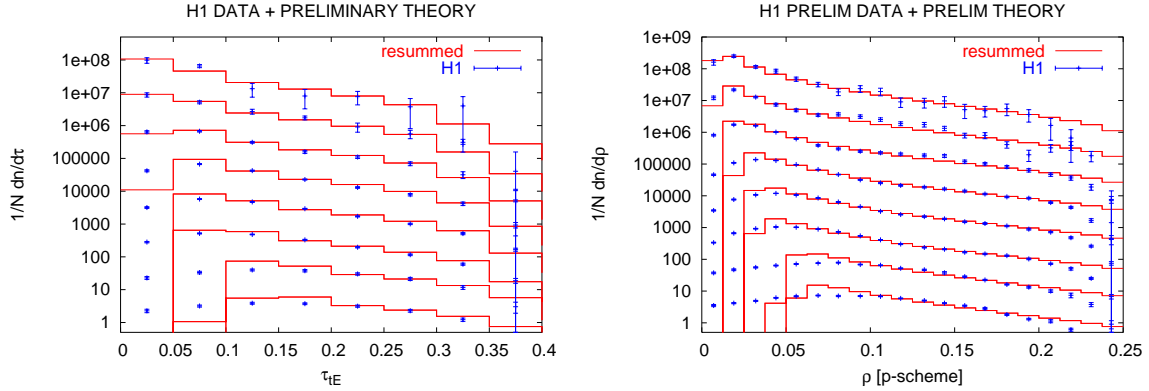 H1 DATA + PRELIMINARY THEORY
1/N dn/dτ
1e+08
1e+07
1e+06
100000
10000
1000
100
10
1
resummed
H1
0 0.05 0.1 0.15 0.2 0.25 0.3 0.35 0.4
τtE
H1 PRELIM DATA + PRELIM THEORY
1/N dn/dρ
1e+09
1e+08
1e+07
1e+06
100000
10000
1000
100
10
1
resummed
H1
0 0.05 0.1 0.15 0.2 0.25
ρ [p-scheme]